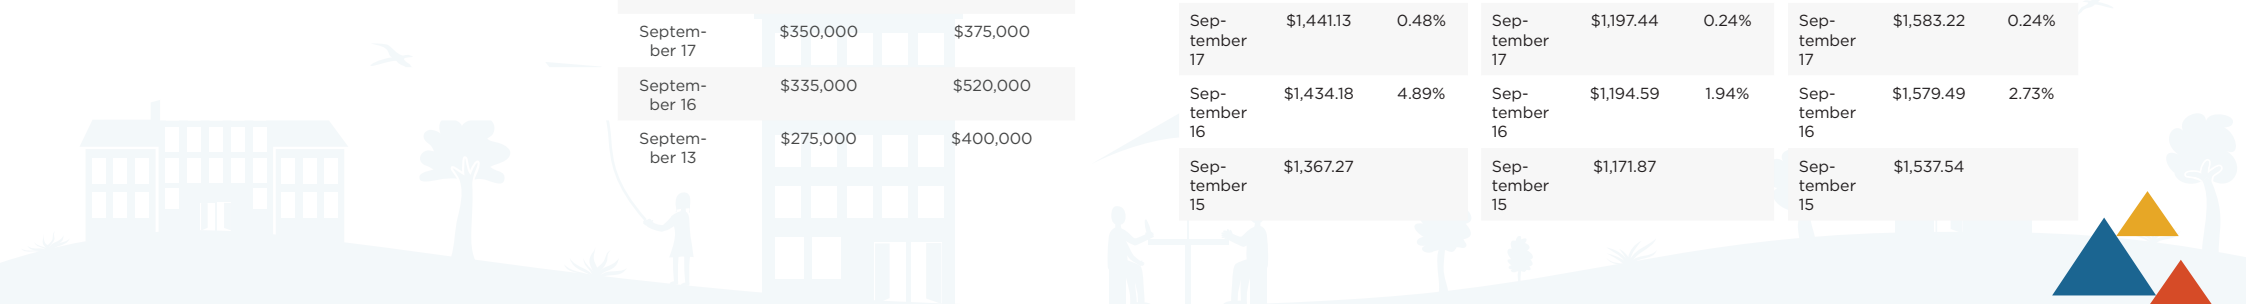 Septem-
ber 17 $350,000 $375,000
Septem-
ber 16 $335,000 $520,000
Septem-
ber 13 $275,000 $400,000
Sep-
tember
17 $1,441.13 0.48%
Sep-
tember
16 $1,434.18 4.89%
Sep-
tember
15 $1,367.27
Sep-
tember
17 $1,197.44 0.24%
Sep-
tember
16 $1,194.59 1.94%
Sep-
tember
15 $1,171.87
Sep-
tember
17 $1,583.22 0.24%
Sep-
tember
16 $1,579.49 2.73%
Sep-
tember
15 $1,537.54